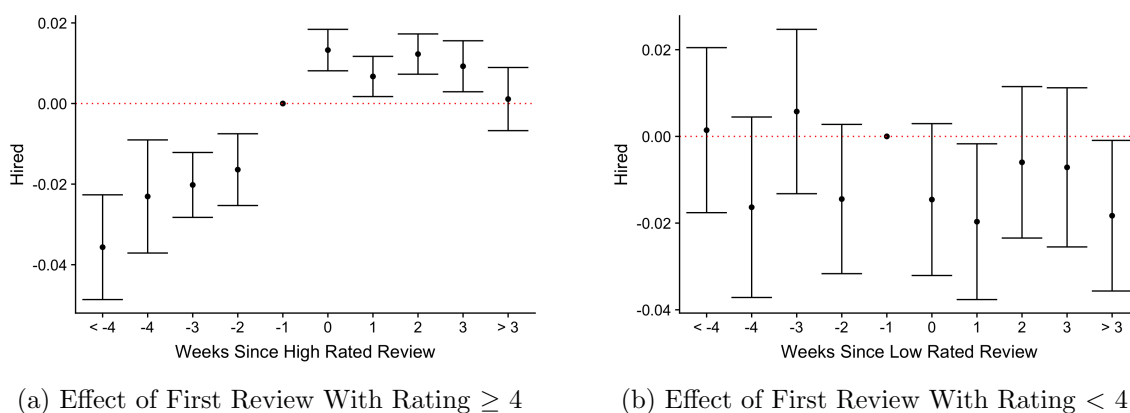 0.02
0.00
-0.02
-0.04
Hired
< -4 -4 -3 -2 -1 0 1 2 3 > 3
Weeks Since High Rated Review
(a) Effect of First Review With Rating ≥ 4
0.02
0.00
-0.02
-0.04
Hired
< -4 -4 -3 -2 -1 0 1 2 3 > 3
Weeks Since Low Rated Review
(b) Effect of First Review With Rating < 4